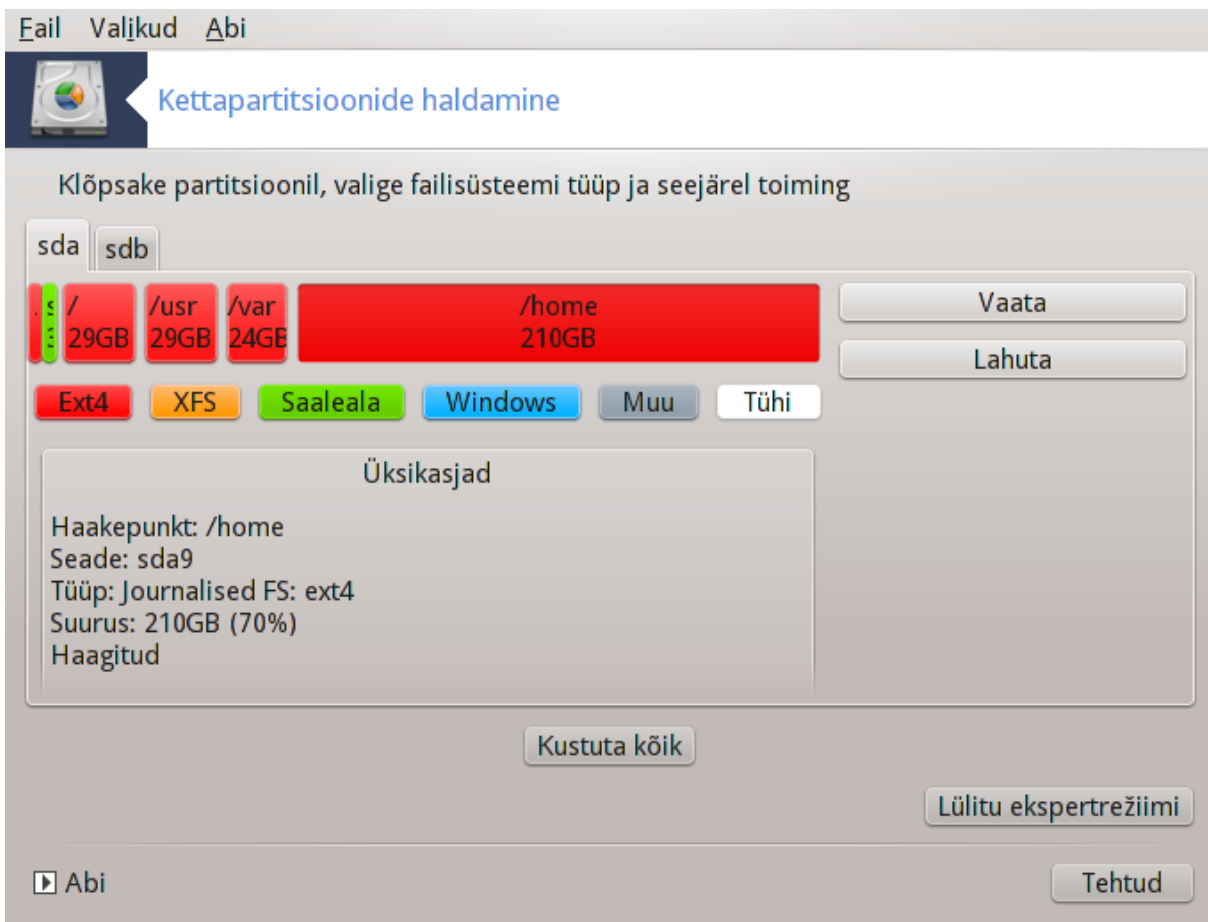 Fail Valikud Abi
Kettapartitsioonide haldamine
Klõpsake partitsioonil, valige failisüsteemi tüüp ja seejärel toiming
sda sdb
/ /usr /var /home
29GB 29GB 24GB 210GB
Vaata
Lahuta
Ext4 XFS Saaleala Windows Muu Tühi
Üksikasjad
Haakepunkt: /home
Seade: sda9
Tüüp: Journalised FS: ext4
Suurus: 210GB (70%)
Haagitud
Kustuta kõik
Lülitu ekspertrežiimi
Abi
Tehtud